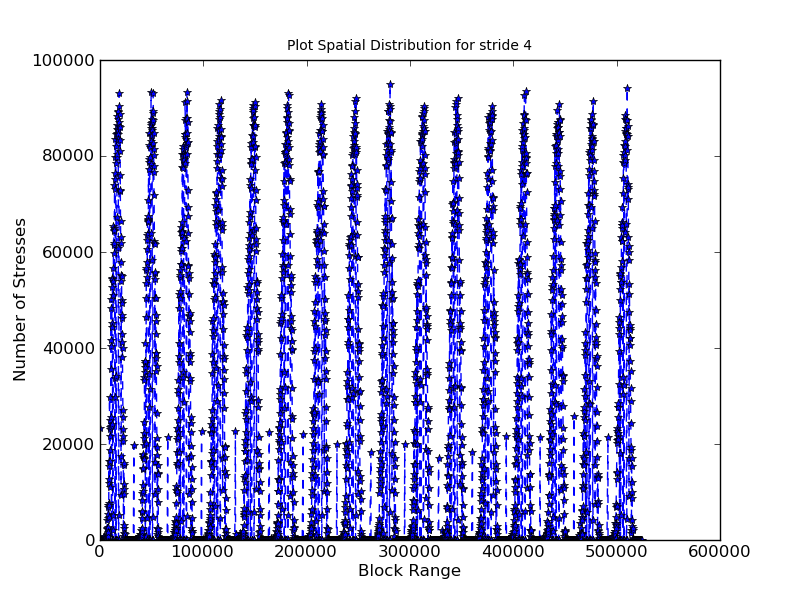 Plot Spatial Distribution for stride 4
100000
80000
60000
40000
20000
0
Number of Stresses
0 100000 200000 300000 400000 500000 600000
Block Range